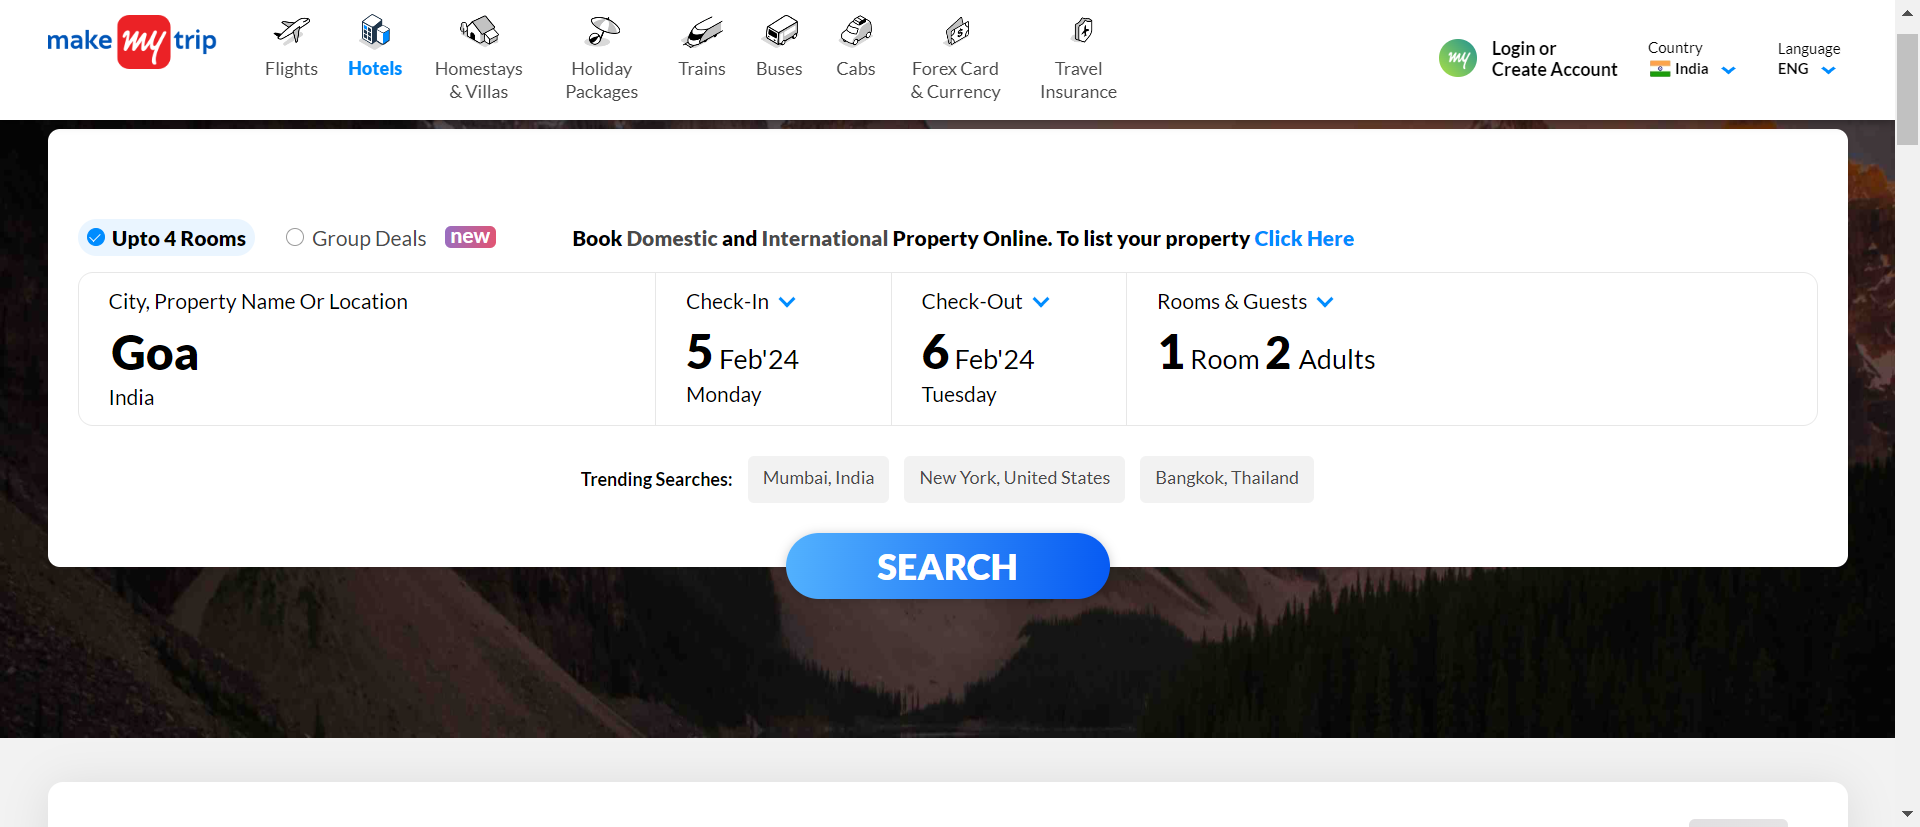 make my trip
Flights
Hotels
Homestays
& Villas
Holiday
Packages
Trains
Buses
Cabs
Forex Card
& Currency
Travel
Insurance
my
Login or
Create Account
Country
India
Language
ENG
Upto 4 Rooms
Group Deals
new
Book Domestic and International Property Online. To list your property Click Here
City, Property Name Or Location
Goa
India
Check-In
5 Feb'24
Monday
Check-Out
6 Feb'24
Tuesday
Rooms & Guests
1 Room 2 Adults
Trending Searches:
Mumbai, India
New York, United States
Bangkok, Thailand
SEARCH